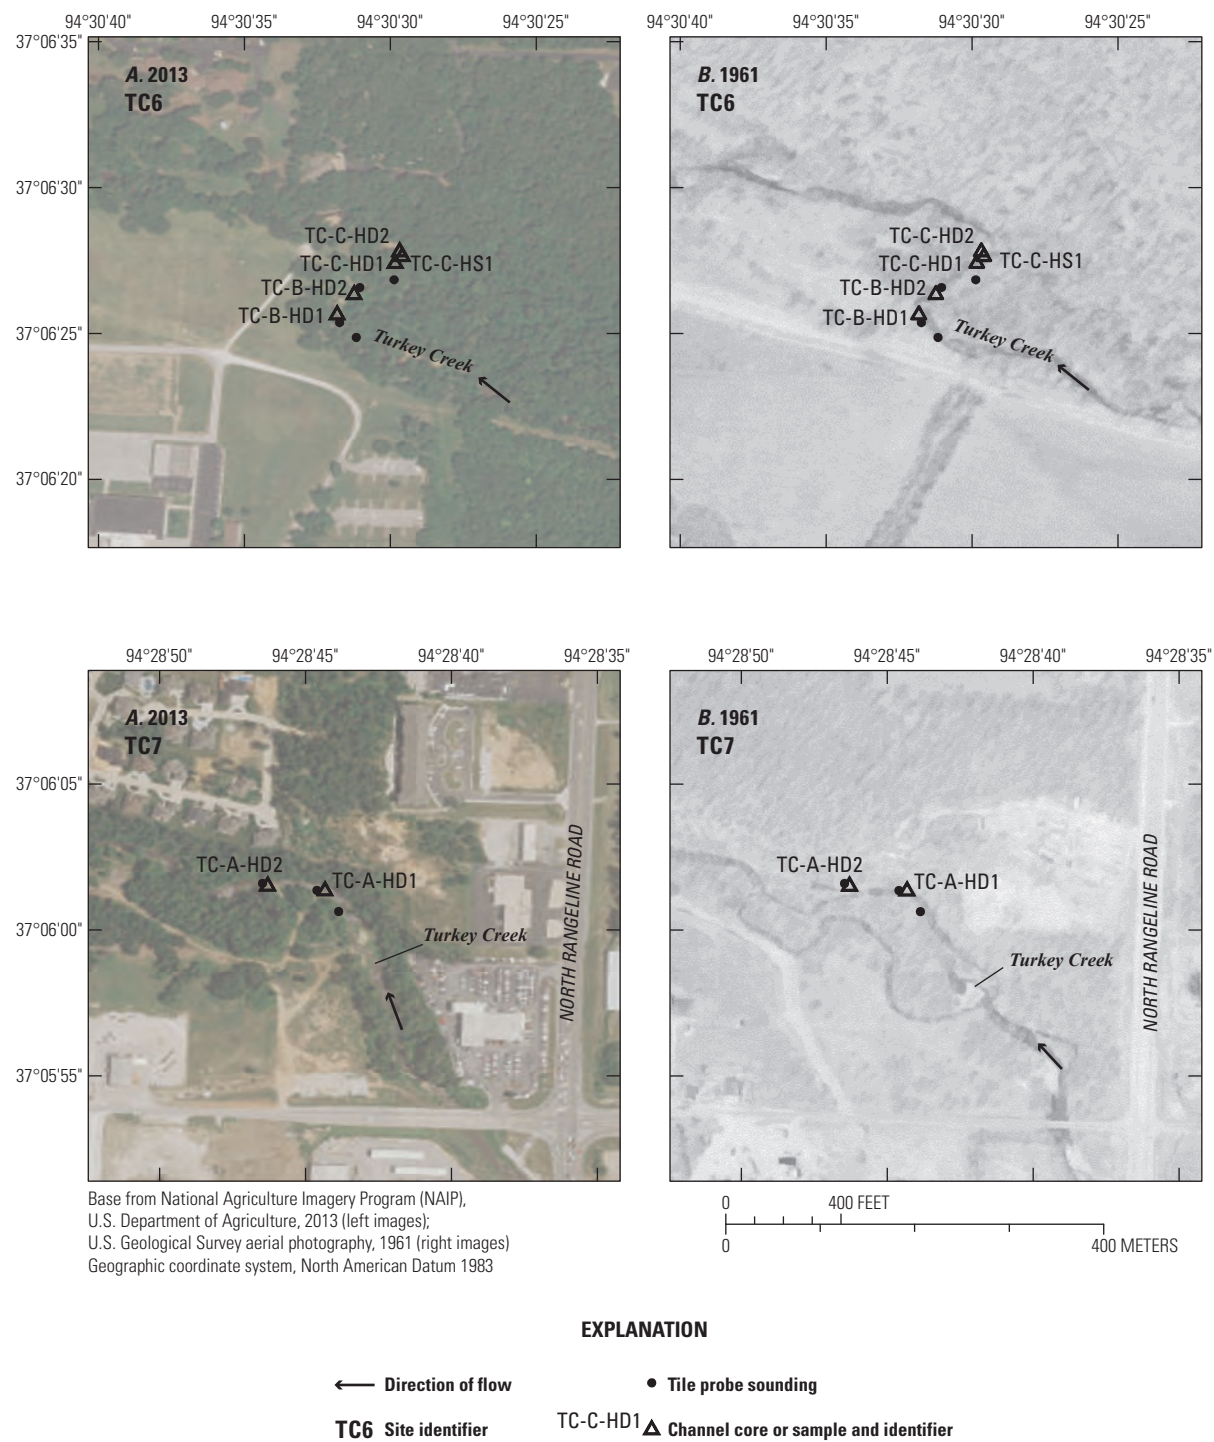 94°30'40" 94°30'35" 94°30'30" 94°30'25" 94°30'40" 94°30'35" 94°30'30" 94°30'25"
37°06'35"
A. 2013
TC6
37°06'30"
TC-C-HD2
TC-C-HD1
TC-C-HS1
TC-B-HD2
TC-B-HD1
37°06'25"
Turkey Creek
37°06'20"
B. 1961
TC6
TC-C-HD2
TC-C-HD1
TC-C-HS1
TC-B-HD2
TC-B-HD1
Turkey Creek
94°28'50" 94°28'45" 94°28'40" 94°28'35" 94°28'50" 94°28'45" 94°28'40" 94°28'35"
A. 2013
TC7
37°06'05"
TC-A-HD2
TC-A-HD1
37°06'00"
Turkey Creek
NORTH RANGELINE ROAD
37°05'55"
B. 1961
TC7
TC-A-HD2
TC-A-HD1
Turkey Creek
NORTH RANGELINE ROAD
Base from National Agriculture Imagery Program (NAIP),
U.S. Department of Agriculture, 2013 (left images);
U.S. Geological Survey aerial photography, 1961 (right images)
Geographic coordinate system, North American Datum 1983
0 400 FEET
0 400 METERS
EXPLANATION
Direction of flow
Tile probe sounding
TC6 Site identifier
TC-C-HD1 Channel core or sample and identifier